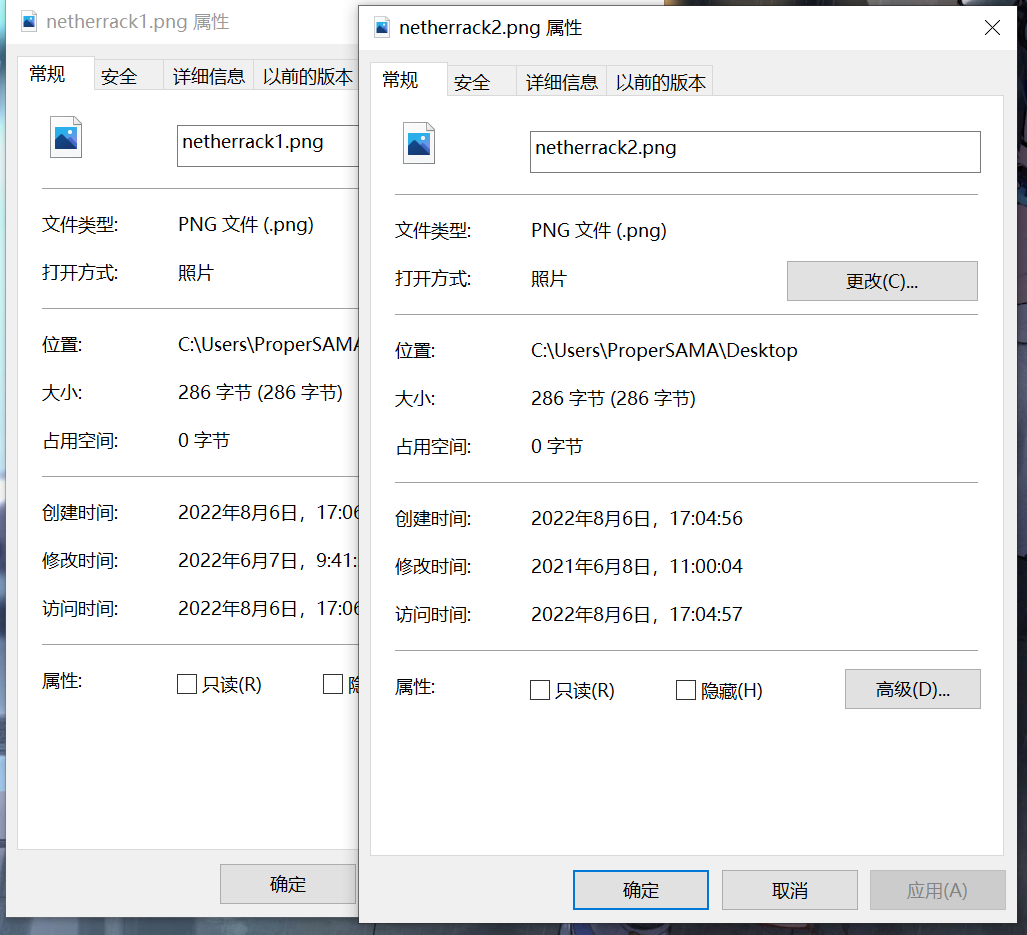 netherrack1.png 属性
常规
安全
详细信息
以前的版本
netherrack1.png
文件类型:
PNG 文件 (.png)
打开方式:
照片
位置:
C:\Users\ProperSAMA
大小:
286 字节 (286 字节)
占用空间:
0 字节
创建时间:
2022年8月6日，17:06
修改时间:
2022年6月7日，9:41:
访问时间:
2022年8月6日，17:06
属性:
只读(R)
确定
netherrack2.png 属性
常规
安全
详细信息
以前的版本
netherrack2.png
文件类型:
PNG 文件 (.png)
打开方式:
照片
更改(C)...
位置:
C:\Users\ProperSAMA\Desktop
大小:
286 字节 (286 字节)
占用空间:
0 字节
创建时间:
2022年8月6日，17:04:56
修改时间:
2021年6月8日，11:00:04
访问时间:
2022年8月6日，17:04:57
属性:
只读(R)
隐藏(H)
高级(D)...
确定
取消
应用(A)